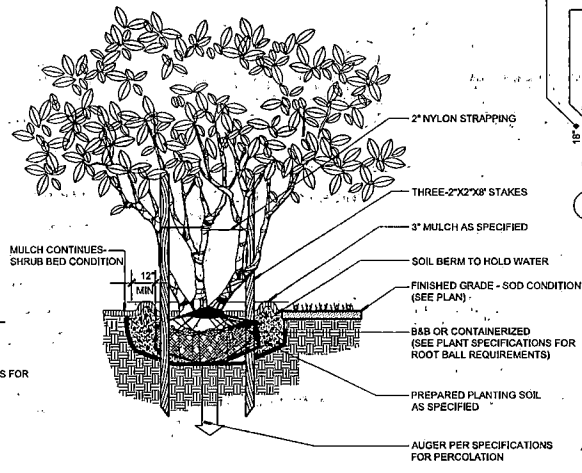 2" NYLON STRAPPING
THREE-2"X2"X8' STAKES
3" MULCH AS SPECIFIED
MULCH CONTINUES-
SHRUB BED CONDITION
12"
MIN
SOIL BERM TO HOLD WATER
FINISHED GRADE - SOD CONDITION
(SEE PLAN)
B&B OR CONTAINERIZED
(SEE PLANT SPECIFICATIONS FOR
ROOT BALL REQUIREMENTS)
S FOR
PREPARED PLANTING SOIL
AS SPECIFIED
AUGER PER SPECIFICATIONS
FOR PERCOLATION
18"